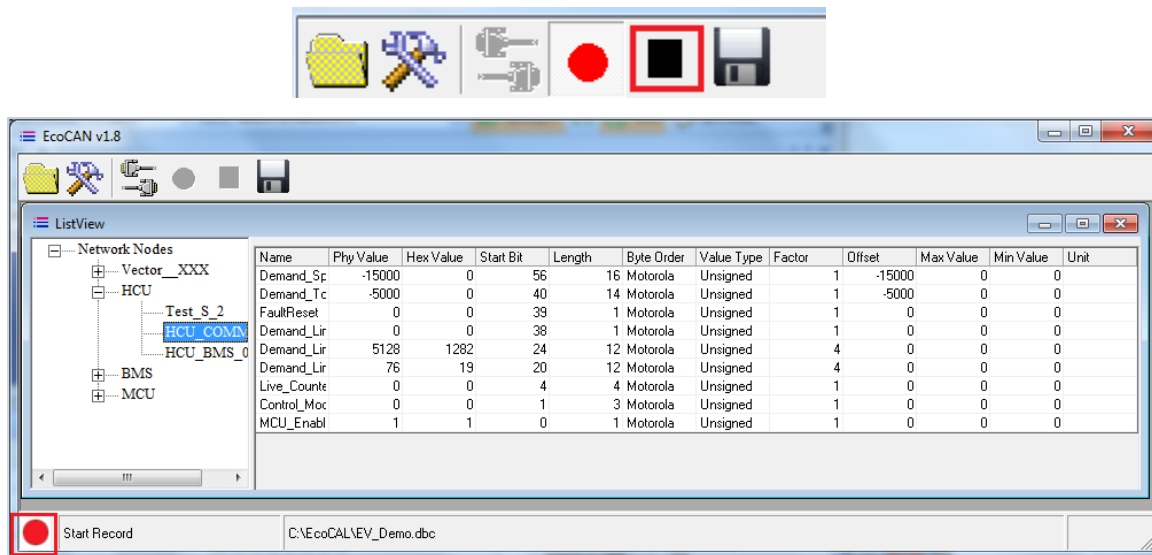 EcoCAN v1.8
ListView
Network Nodes
Vector__XXX
HCU
Test_S_2
HCU_COMM
HCU_BMS_0
BMS
MCU
Name Phy Value Hex Value Start Bit Length Byte Order Value Type Factor Offset Max Value Min Value Unit
Demand_Sp -15000 0 56 16 Motorola Unsigned 1 -15000 0 0
Demand_Tc -5000 0 40 14 Motorola Unsigned 1 -5000 0 0
FaultReset 0 0 39 1 Motorola Unsigned 1 0 0 0
Demand_Lir 0 0 38 1 Motorola Unsigned 1 0 0 0
Demand_Lir 5128 1282 24 12 Motorola Unsigned 4 0 0 0
Demand_Lir 76 19 20 12 Motorola Unsigned 4 0 0 0
Live_Counte 0 0 4 4 Motorola Unsigned 1 0 0 0
Control_Moc 0 0 1 3 Motorola Unsigned 1 0 0 0
MCU_Enabl 1 1 0 1 Motorola Unsigned 1 0 0 0
Start Record C:\EcoCAL\EV_Demo.dbc